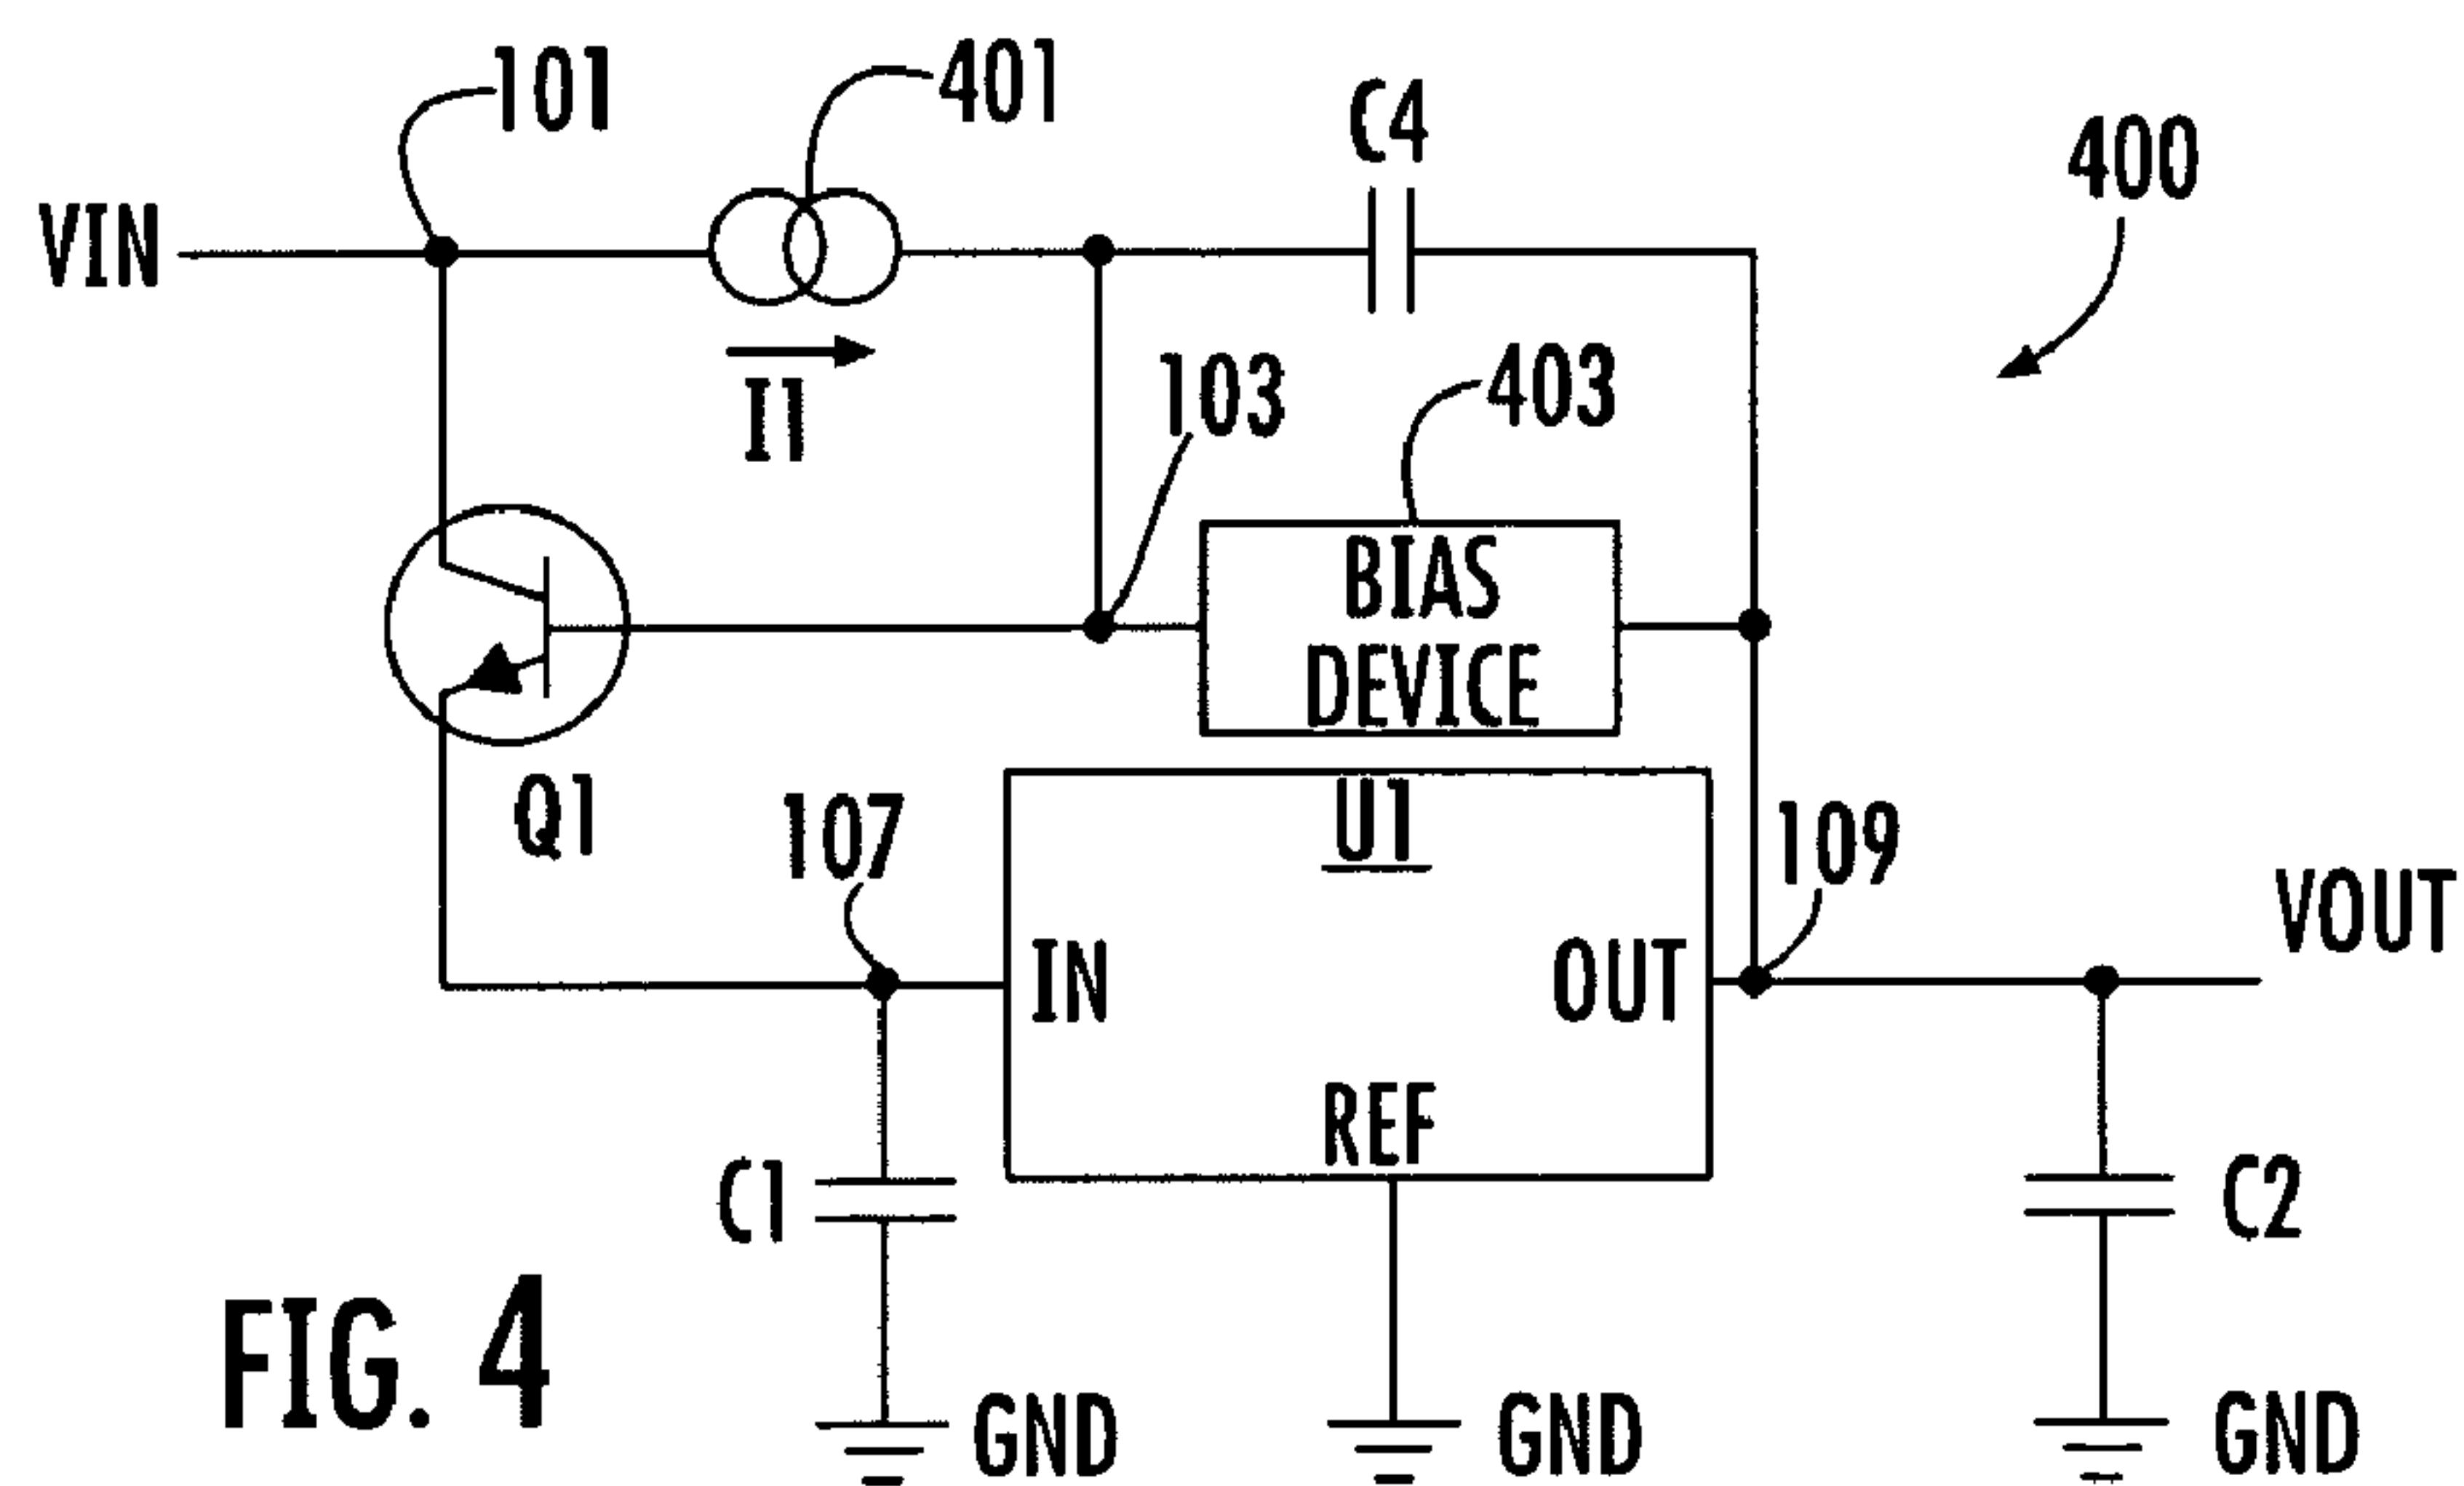 101
401
C4
400
VIN
I1
103
403
BIAS
DEVICE
Q1
107
U1
109
VOUT
IN
OUT
REF
C1
C2
FIG. 4
GND
GND
GND